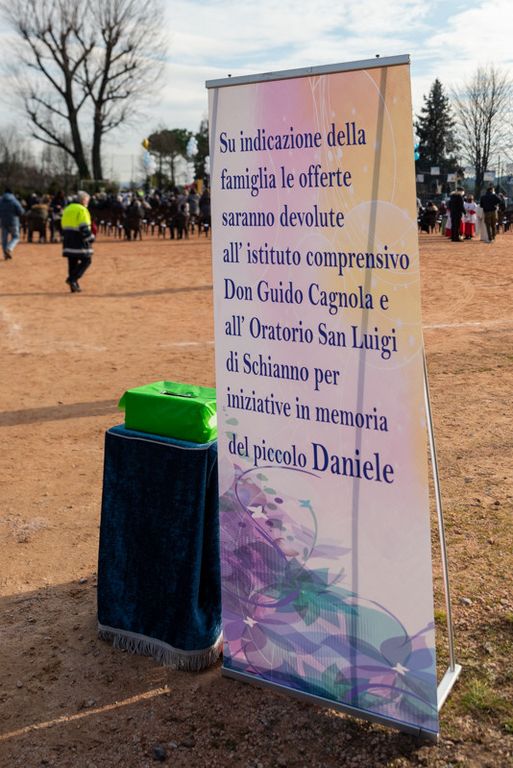 Su indicazione della
famiglia le offerte
saranno devolute
all' istituto comprensivo
Don Guido Cagnola e
all' Oratorio San Luigi
di Schianno per
iniziative in memoria
del piccolo Daniele